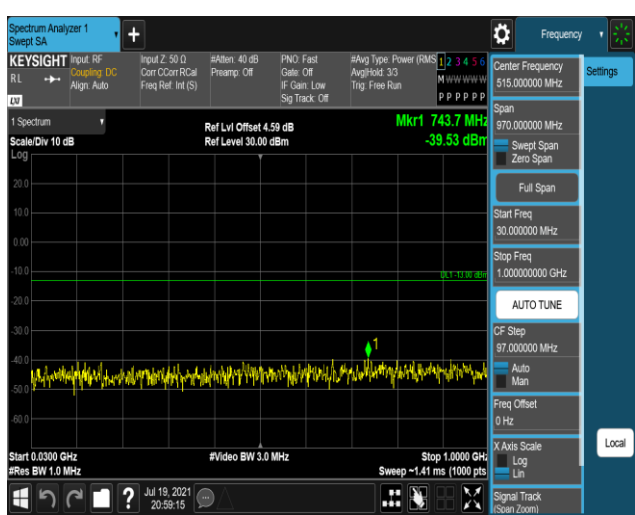 Spectrum Analyzer 1
Swept SA
+
Frequency
KEYSIGHT
RL
LXI
Input: RF
Coupling: DC
Align: Auto
Input Z: 50 Ω
Corr CCorr RCal
Freq Ref: Int (S)
#Atten: 40 dB
Preamp: Off
PNO: Fast
Gate: Off
IF Gain: Low
Sig Track: Off
#Avg Type: Power (RMS
Avg|Hold: 3/3
Trig: Free Run
1 2 3 4 5 6
M W W W W W
P P P P P P
Center Frequency
515.000000 MHz
Settings
1 Spectrum
Scale/Div 10 dB
Log
Ref Lvl Offset 4.59 dB
Ref Level 30.00 dBm
Mkr1 743.7 MHz
-39.53 dBm
Span
970.000000 MHz
Swept Span
Zero Span
Full Span
Start Freq
30.000000 MHz
Stop Freq
1.000000000 GHz
AUTO TUNE
CF Step
97.000000 MHz
Auto
Man
Freq Offset
0 Hz
X Axis Scale
Log
Lin
Signal Track
(Span Zoom)
Local
20.0
10.0
0.00
-10.0
DL1 -13.00 dBm
-20.0
-30.0
1
-40.0
-50.0
-60.0
Start 0.0300 GHz
#Video BW 3.0 MHz
Stop 1.0000 GHz
#Res BW 1.0 MHz
Sweep ~1.41 ms (1000 pts
?
Jul 19, 2021
20:59:15